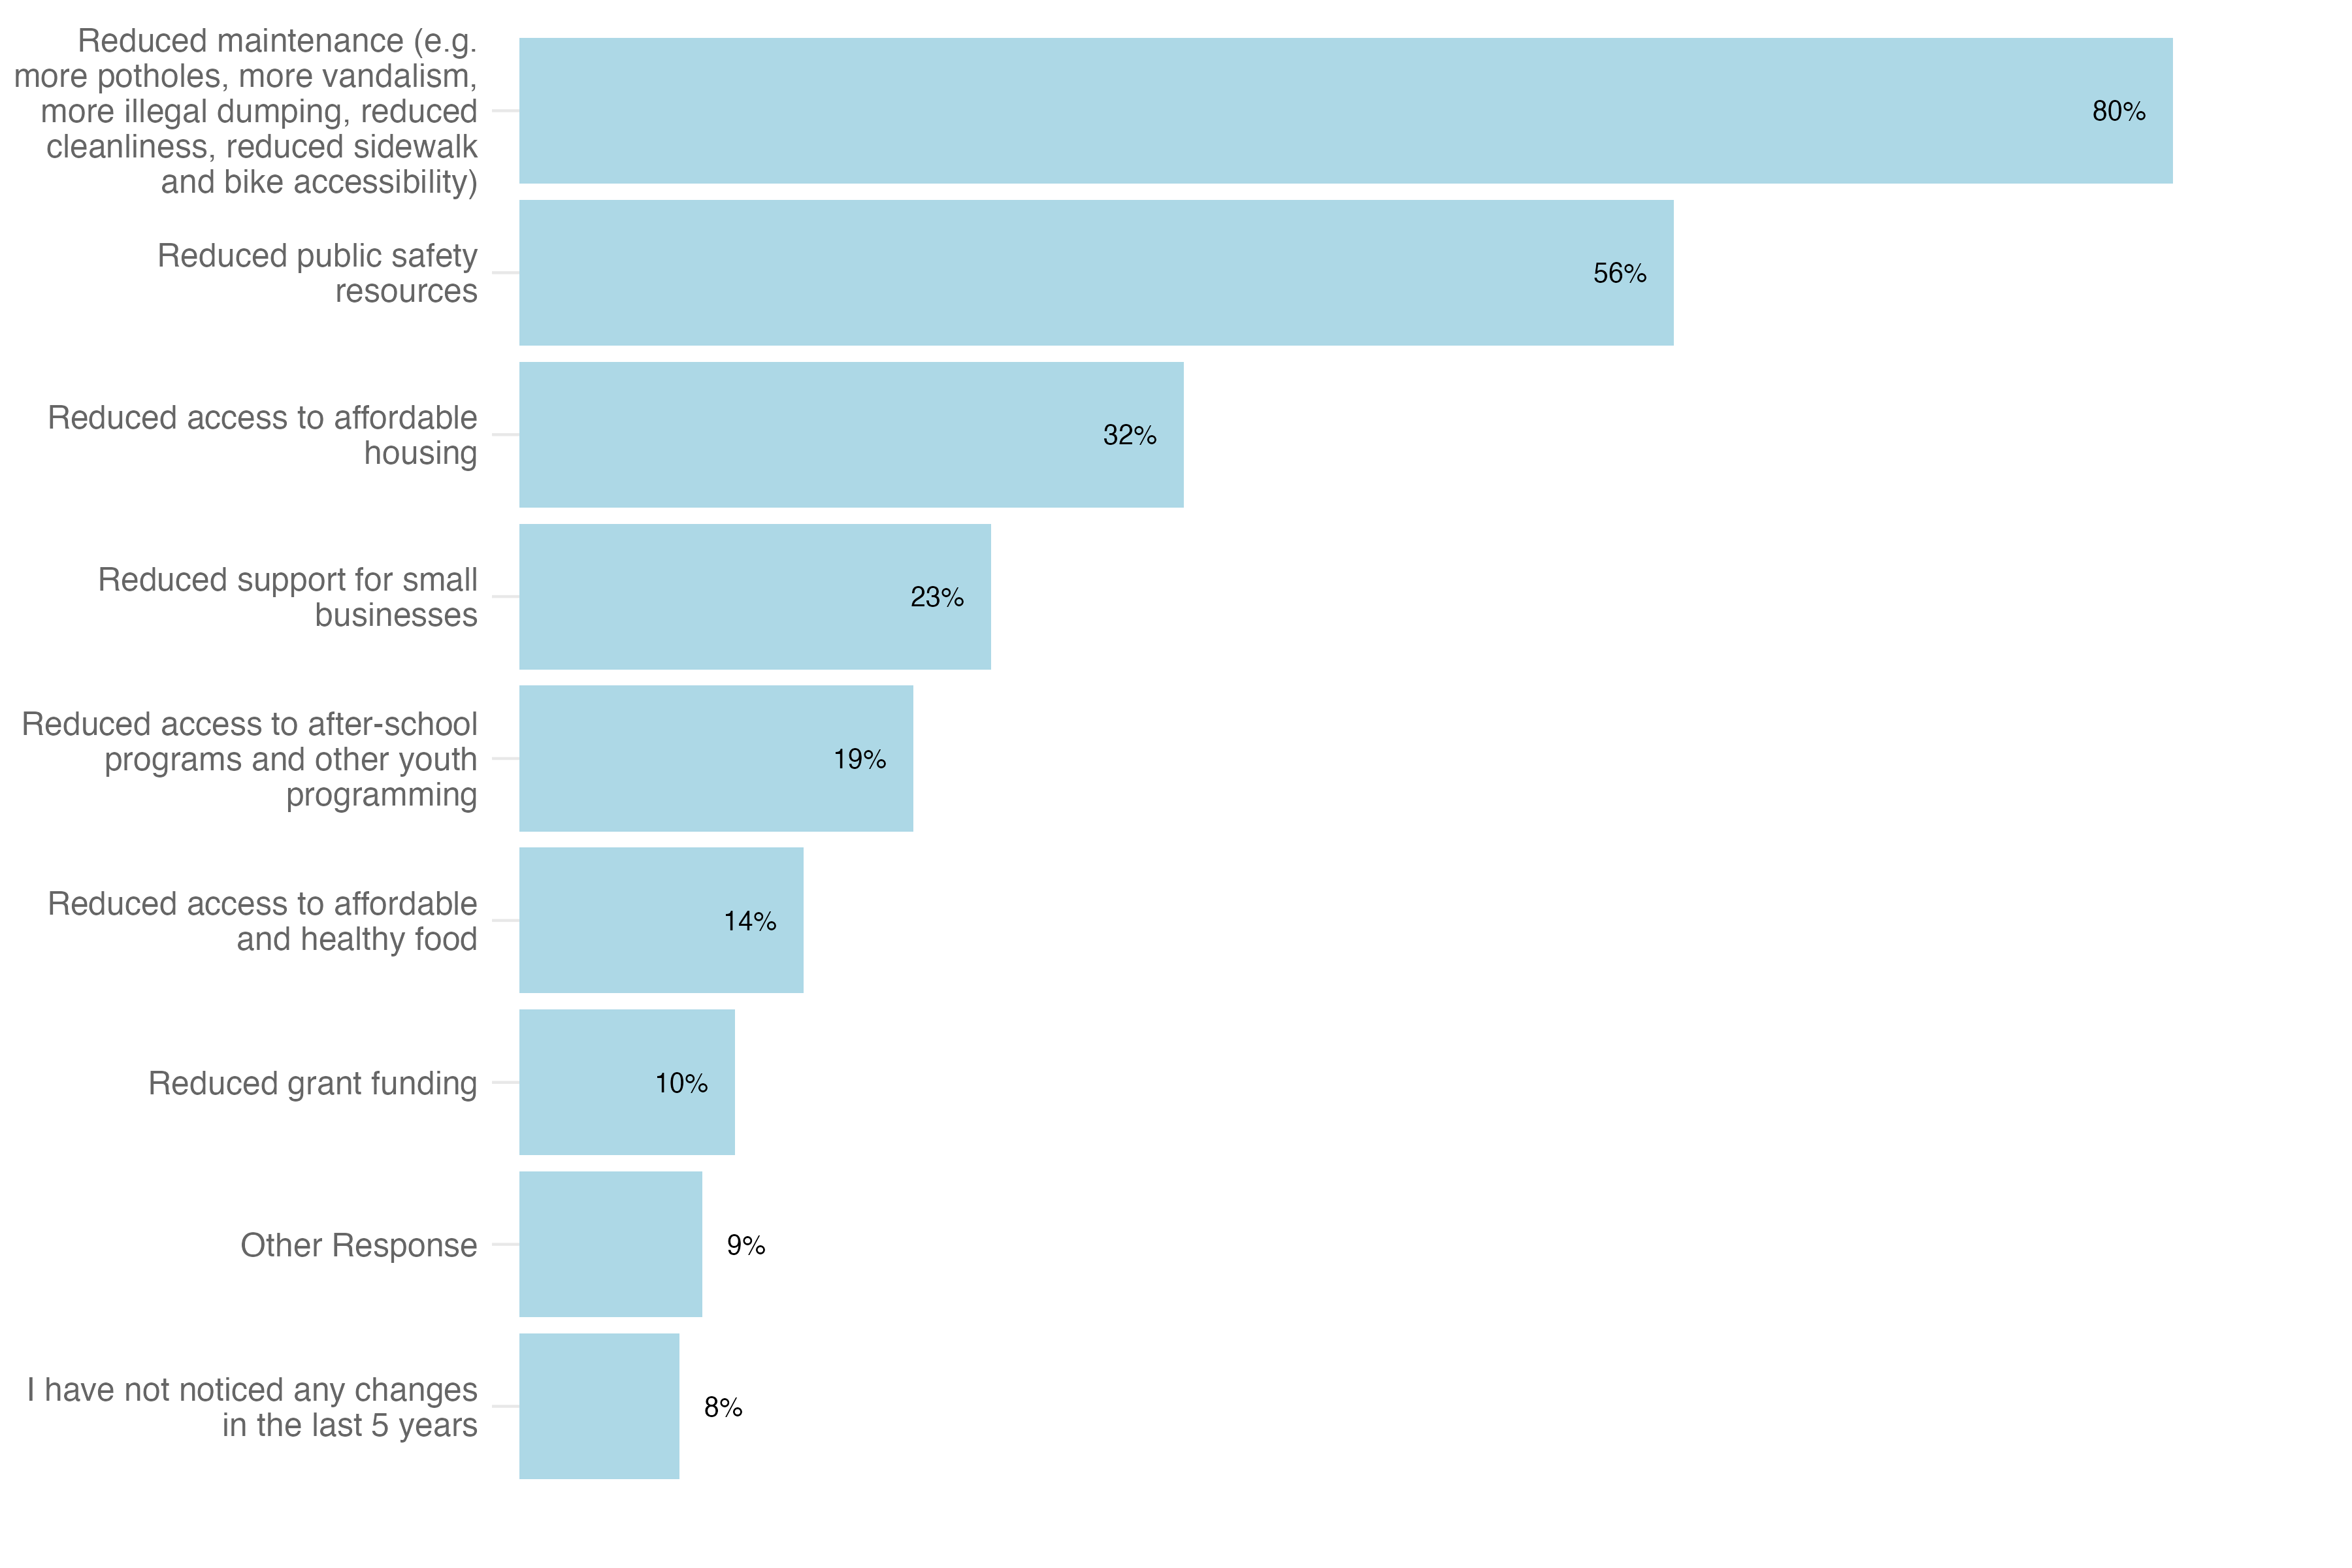 Reduced maintenance (e.g.
more potholes, more vandalism,
more illegal dumping, reduced
cleanliness, reduced sidewalk
and bike accessibility)
80%
Reduced public safety
resources
56%
Reduced access to affordable
housing
32%
Reduced support for small
businesses
23%
Reduced access to after-school
programs and other youth
programming
19%
Reduced access to affordable
and healthy food
14%
Reduced grant funding
10%
Other Response
9%
I have not noticed any changes
in the last 5 years
8%